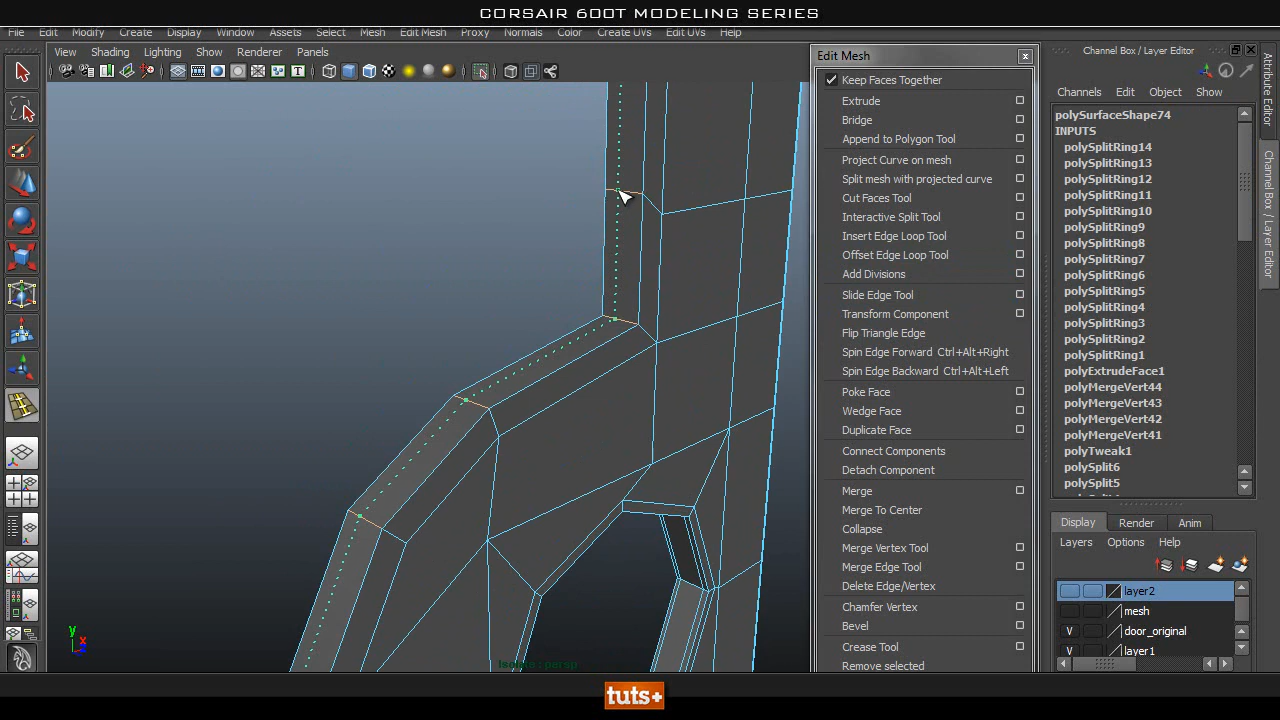 CORSAIR 600T MODELING SERIES
File Edit Modify Create Display Window Assets Select Mesh Edit Mesh Proxy Normals Color Create UVs Edit UVs Help
View Shading Lighting Show Renderer Panels
Edit Mesh
Keep Faces Together
Extrude
Bridge
Append to Polygon Tool
Project Curve on mesh
Split mesh with projected curve
Cut Faces Tool
Interactive Split Tool
Insert Edge Loop Tool
Offset Edge Loop Tool
Add Divisions
Slide Edge Tool
Transform Component
Flip Triangle Edge
Spin Edge Forward Ctrl+Alt+Right
Spin Edge Backward Ctrl+Alt+Left
Poke Face
Wedge Face
Duplicate Face
Connect Components
Detach Component
Merge
Merge To Center
Collapse
Merge Vertex Tool
Merge Edge Tool
Delete Edge/Vertex
Chamfer Vertex
Bevel
Crease Tool
Remove selected
Channel Box / Layer Editor
Channels Edit Object Show
polySurfaceShape74
INPUTS
polySplitRing14
polySplitRing13
polySplitRing12
polySplitRing11
polySplitRing10
polySplitRing9
polySplitRing8
polySplitRing7
polySplitRing6
polySplitRing5
polySplitRing4
polySplitRing3
polySplitRing2
polySplitRing1
polyExtrudeFace1
polyMergeVert44
polyMergeVert43
polyMergeVert42
polyMergeVert41
polyTweak1
polySplit6
polySplit5
Display Render Anim
Layers Options Help
layer2
mesh
V door_original
V layer1
Attribute Editor
Channel Box / Layer Editor
y
x
z
isolate : persp
tuts+